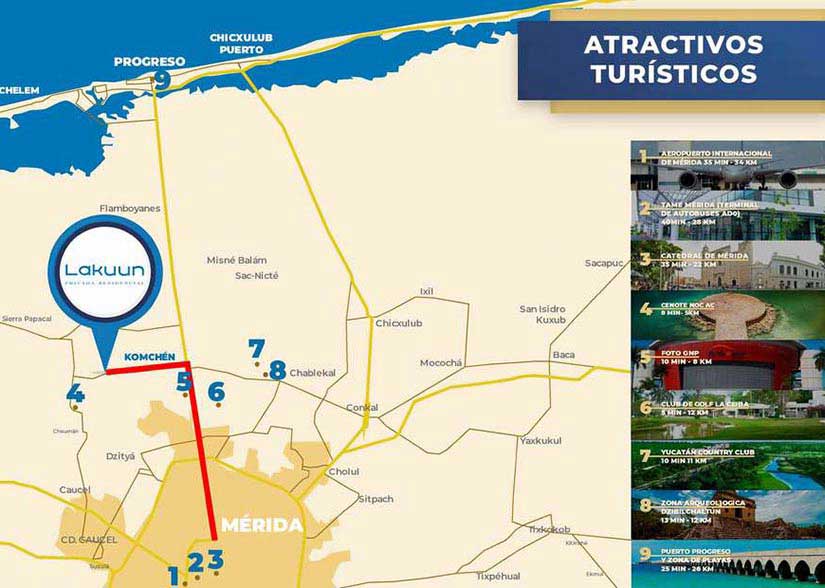 ATRACTIVOS
TURÍSTICOS
CHICXULUB
PUERTO
PROGRESO
9
CHELEM
Flamboyanes
Lakuun
PRIVADA RESIDENCIAL
Misné Balám
Sac-Nicté
Sacapuc
Ixil
San Isidro
Kuxub
Sierra Papacal
Chicxulub
KOMCHÉN
7
8
Chablekal
Mocochá
Baca
4
5
6
Conkal
Yaxkukul
Dzityá
Cholul
Caucel
Sitpach
MÉRIDA
CD. CAUCEL
Tixkokob
Tixpéhual
Ekmul
1
2
3
1 AEROPUERTO INTERNACIONAL
DE MÉRIDA 35 MIN - 34 KM
2 TAME MÉRIDA (TERMINAL
DE AUTOBUSES ADO)
40MIN - 28 KM
3 CATEDRAL DE MÉRIDA
35 MIN - 23 KM
4 CENOTE NOC AC
8 MIN- 5KM
5 FOTO GNP
10 MIN - 8 KM
6 CLUB DE GOLF LA CEIBA
9 MIN - 12 KM
7 YUCATÁN COUNTRY CLUB
10 MIN 11 KM
8 ZONA ARQUEOLJOGICA
DZIBILCHALTÚN
13 MIN - 12 KM
9 PUERTO PROGRESO
Y ZONA DE PLAYAS
25 MIN - 26 KM